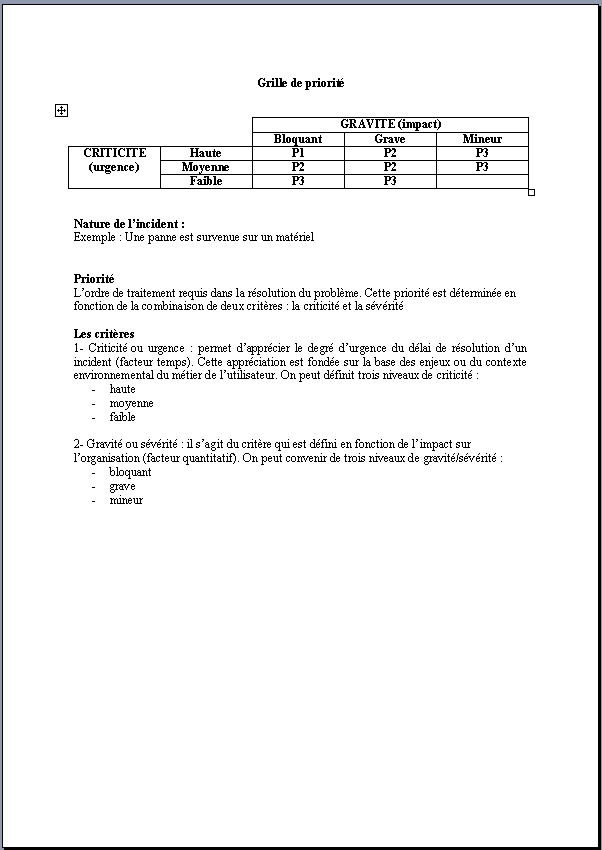 Grille de priorité
GRAVITE (impact)
Bloquant Grave Mineur
CRITICITE Haute P1 P2 P3
(urgence) Moyenne P2 P2 P3
Faible P3 P3
Nature de l’incident :
Exemple : Une panne est survenue sur un matériel
Priorité
L’ordre de traitement requis dans la résolution du problème. Cette priorité est déterminée en
fonction de la combinaison de deux critères : la criticité et la sévérité
Les critères
1- Criticité ou urgence : permet d’apprécier le degré d’urgence du délai de résolution d’un
incident (facteur temps). Cette appréciation est fondée sur la base des enjeux ou du contexte
environnemental du métier de l’utilisateur. On peut définit trois niveaux de criticité :
- haute
- moyenne
- faible
2- Gravité ou sévérité : il s’agit du critère qui est défini en fonction de l’impact sur
l’organisation (facteur quantitatif). On peut convenir de trois niveaux de gravité/sévérité :
- bloquant
- grave
- mineur